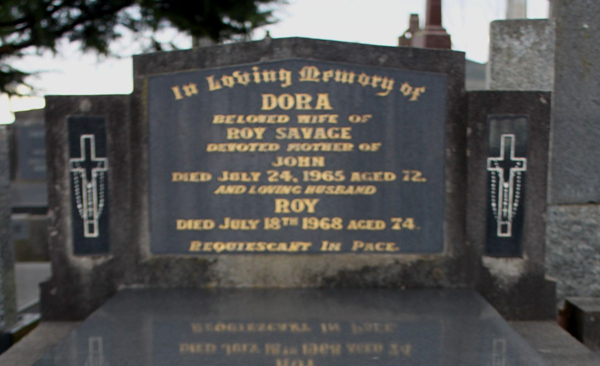 In Loving Memory of
DORA
BELOVED WIFE OF
ROY SAVAGE
DEVOTED MOTHER OF
JOHN
DIED JULY 24, 1965 AGED 72.
AND LOVING HUSBAND
ROY
DIED JULY 18TH 1968 AGED 74.
REQUIESCANT IN PACE.